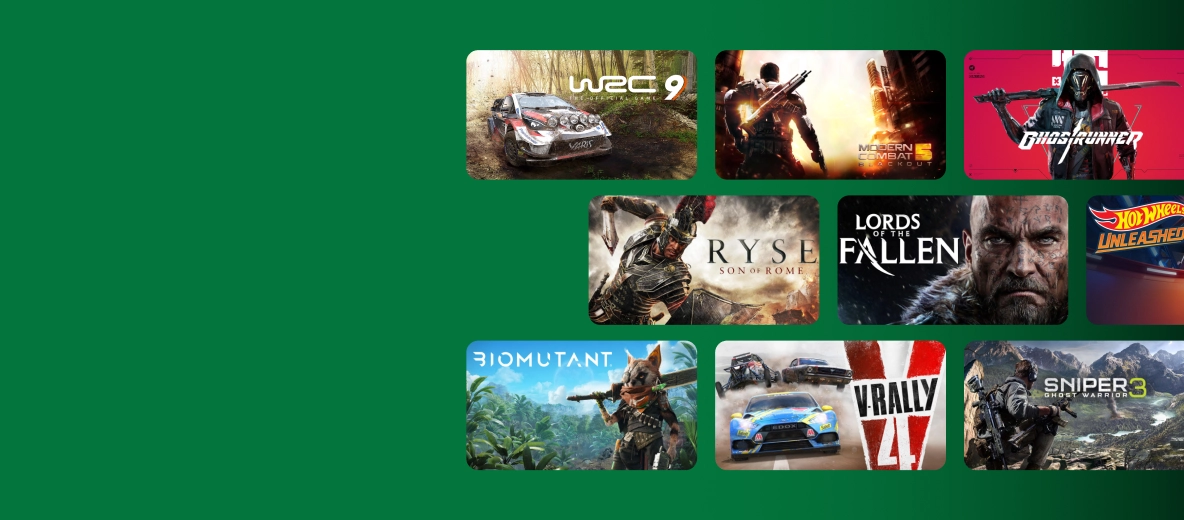 WRC 9
THE OFFICIAL GAME
MODERN
COMBAT 5
BLACKOUT
GHOSTRUNNER
RYSE
SON OF ROME
LORDS
OF THE
FALLEN
HOT WHEELS
UNLEASHED
BIOMUTANT
V-RALLY
4
SNIPER 3
GHOST WARRIOR